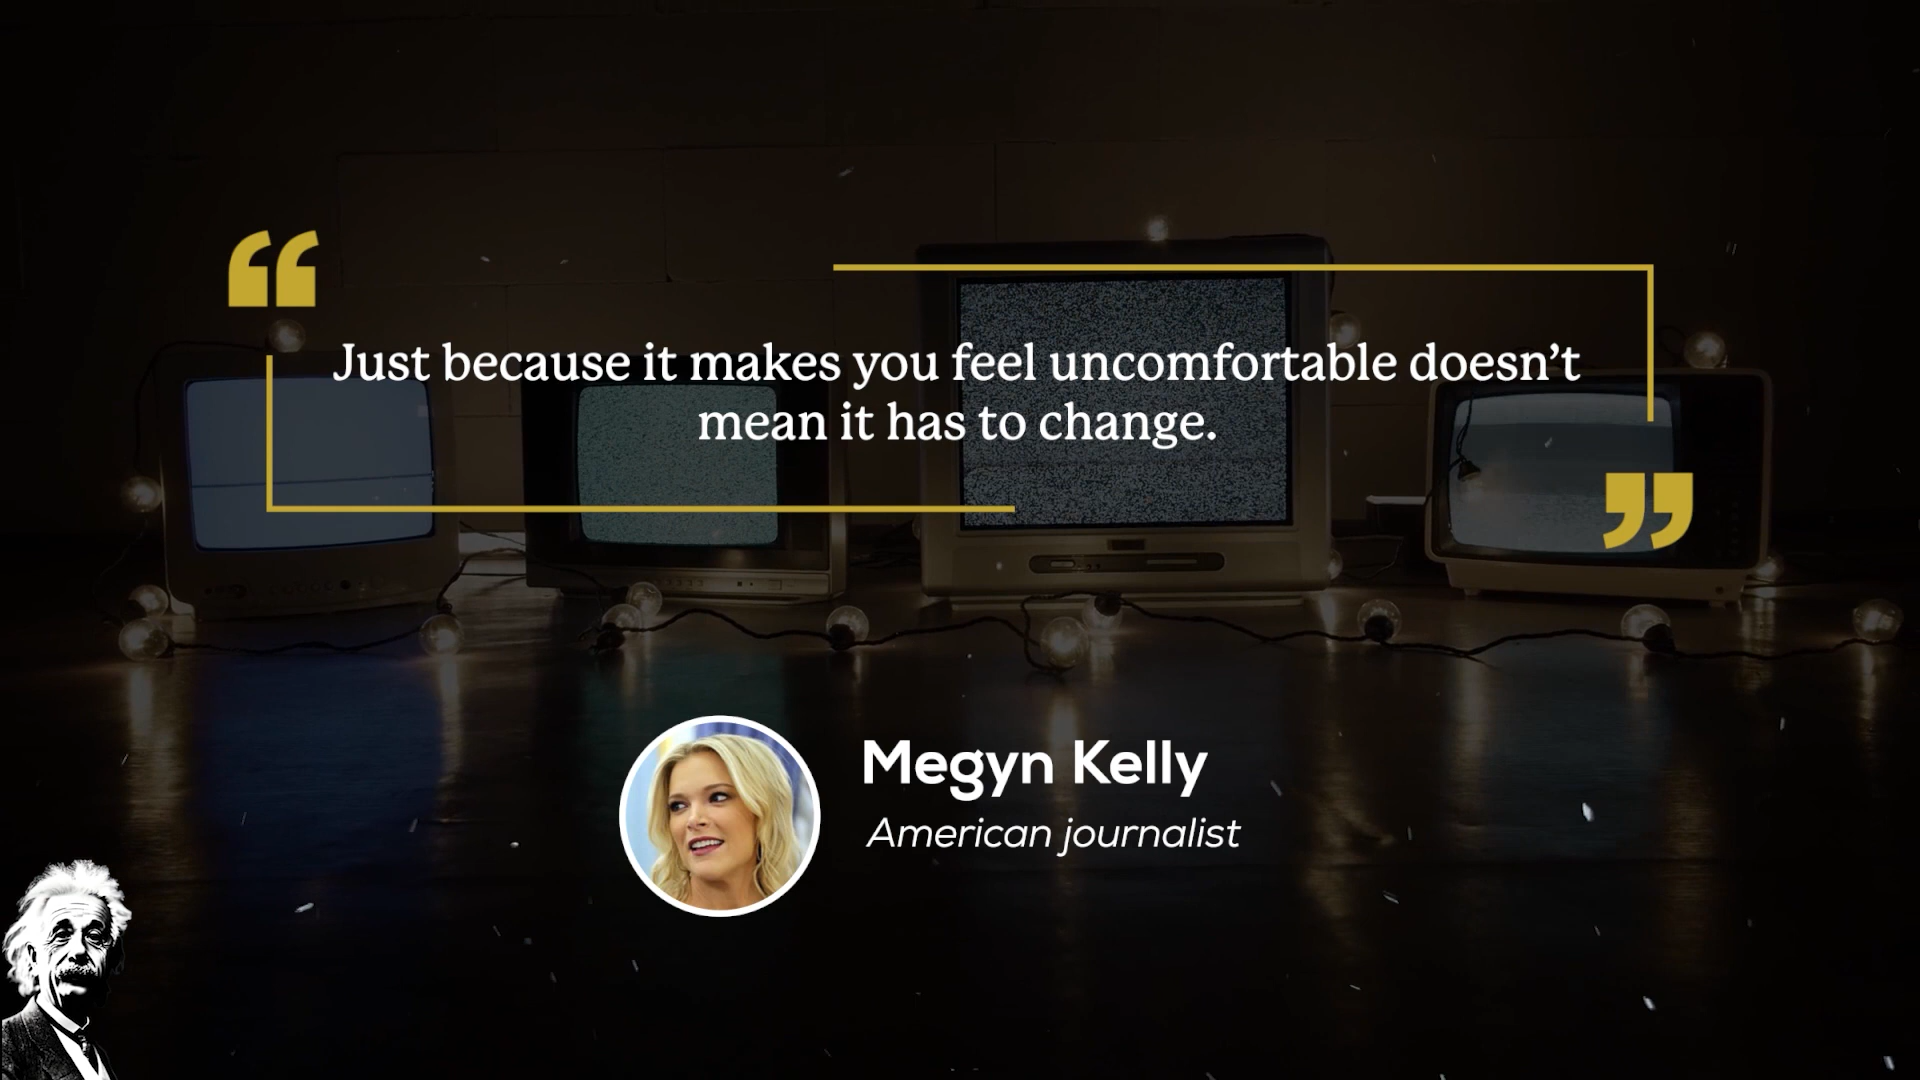 “
Just because it makes you feel uncomfortable doesn’t
mean it has to change.
”
Megyn Kelly
American journalist